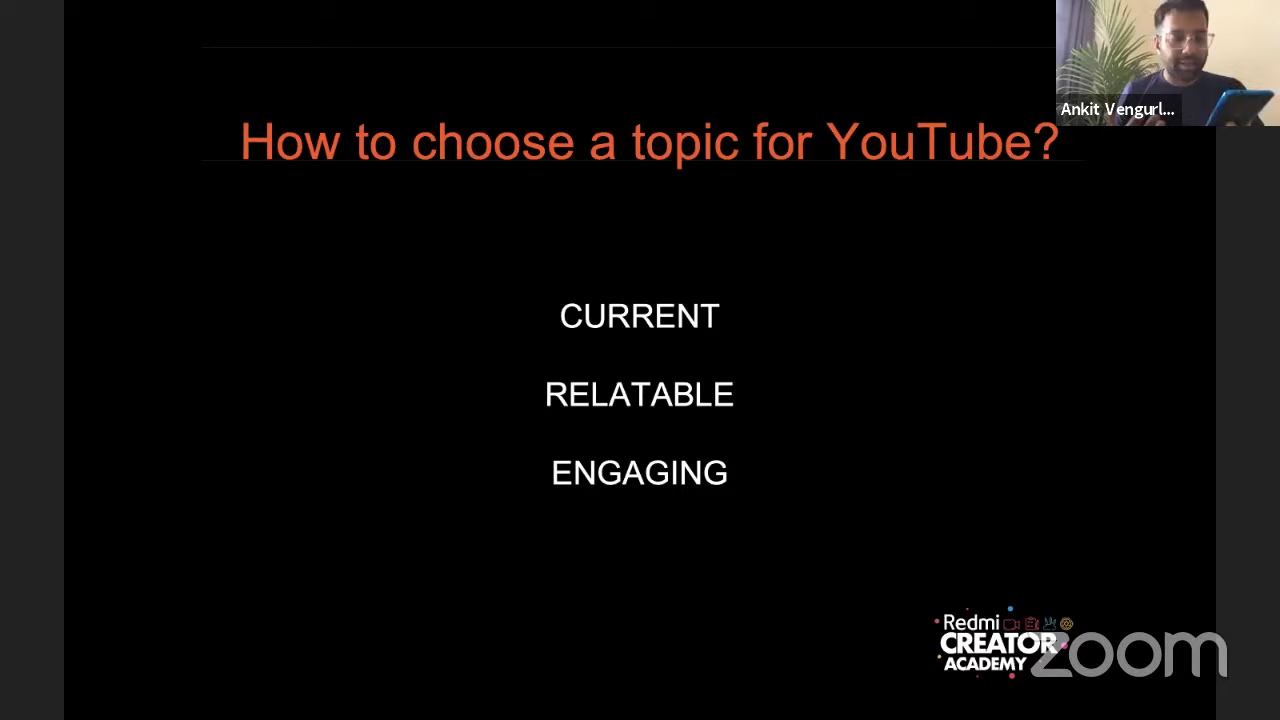 Ankit Vengurl...
How to choose a topic for YouTube?
CURRENT
RELATABLE
ENGAGING
Redmi
CREATOR
ACADEMY
zoom